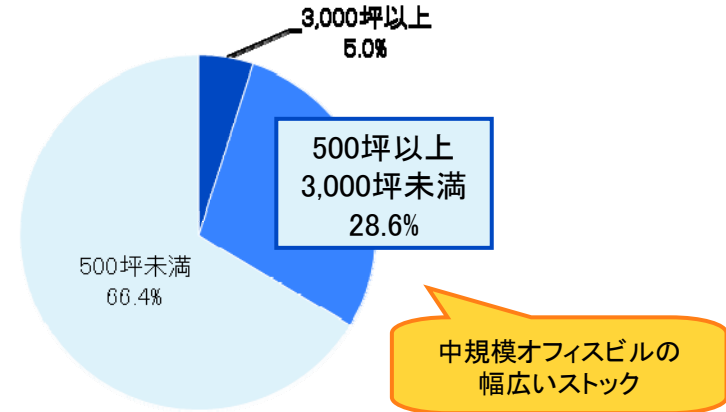 3,000坪以上
5.0%
500坪以上
3,000坪未満
28.6%
500坪未満
66.4%
中規模オフィスビルの
幅広いストック